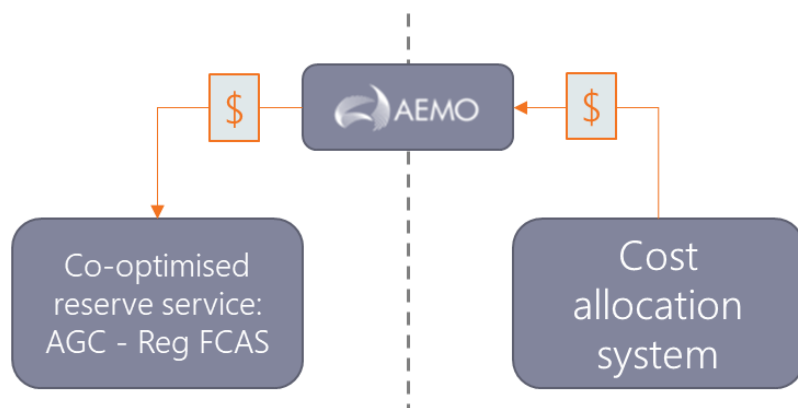 AEMO
$
$
Co-optimised
reserve service:
AGC - Reg FCAS
Cost
allocation
system